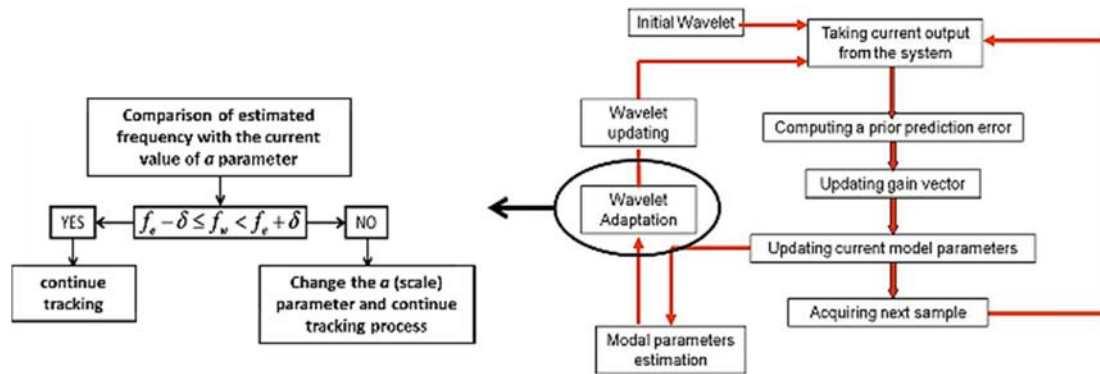 Comparison of estimated
frequency with the current
value of a parameter
YES
f_e − δ ≤ f_w < f_e + δ
NO
continue
tracking
Change the a (scale)
parameter and continue
tracking process
Initial Wavelet
Taking current output
from the system
Wavelet
updating
Computing a prior prediction error
Updating gain vector
Wavelet
Adaptation
Updating current model parameters
Acquiring next sample
Modal parameters
estimation